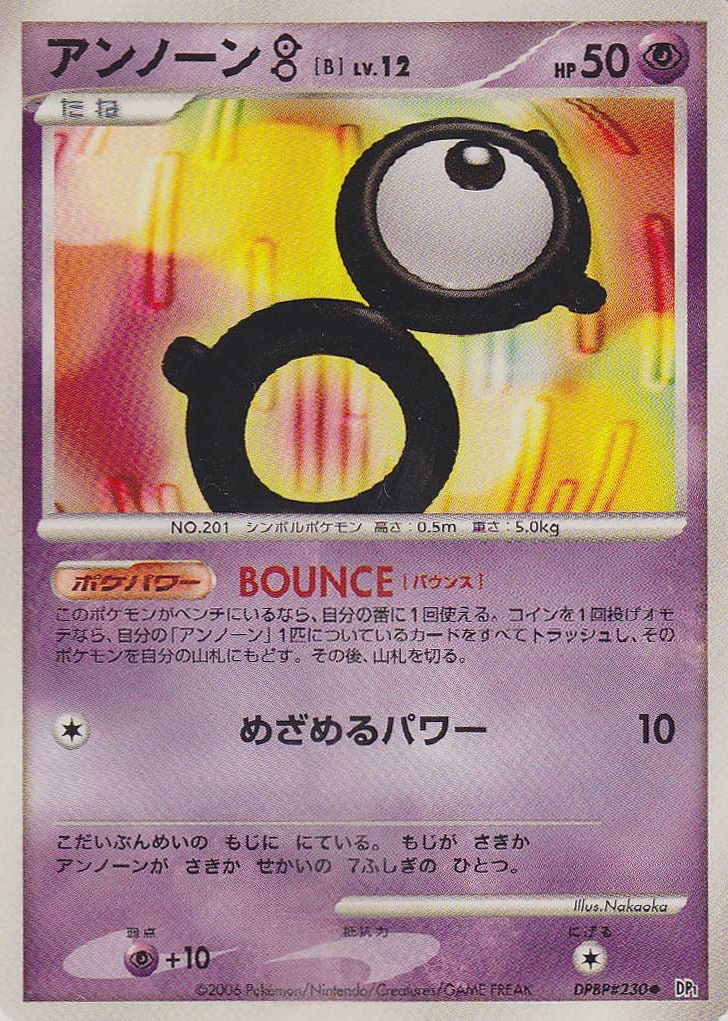 アンノーン [B] LV.12 HP 50
たね
NO.201 シンボルポケモン 高さ:0.5m 重さ:5.0kg
ポケパワー BOUNCE [バウンス]
このポケモンがベンチにいるなら、自分の番に1回使える。コインを1回投げオモ
テなら、自分の「アンノーン」1匹についているカードをすべてトラッシュし、その
ポケモンを自分の山札にもどす。その後、山札を切る。
めざめるパワー 10
こだいぶんめいの もじに にている。 もじが さきか
アンノーンが さきか せかいの 7ふしぎの ひとつ。
Illus.Nakaoka
弱点 抵抗力 にげる
+10
©2006 Pokémon/Nintendo/Creatures/GAME FREAK DPBP#230● DP1